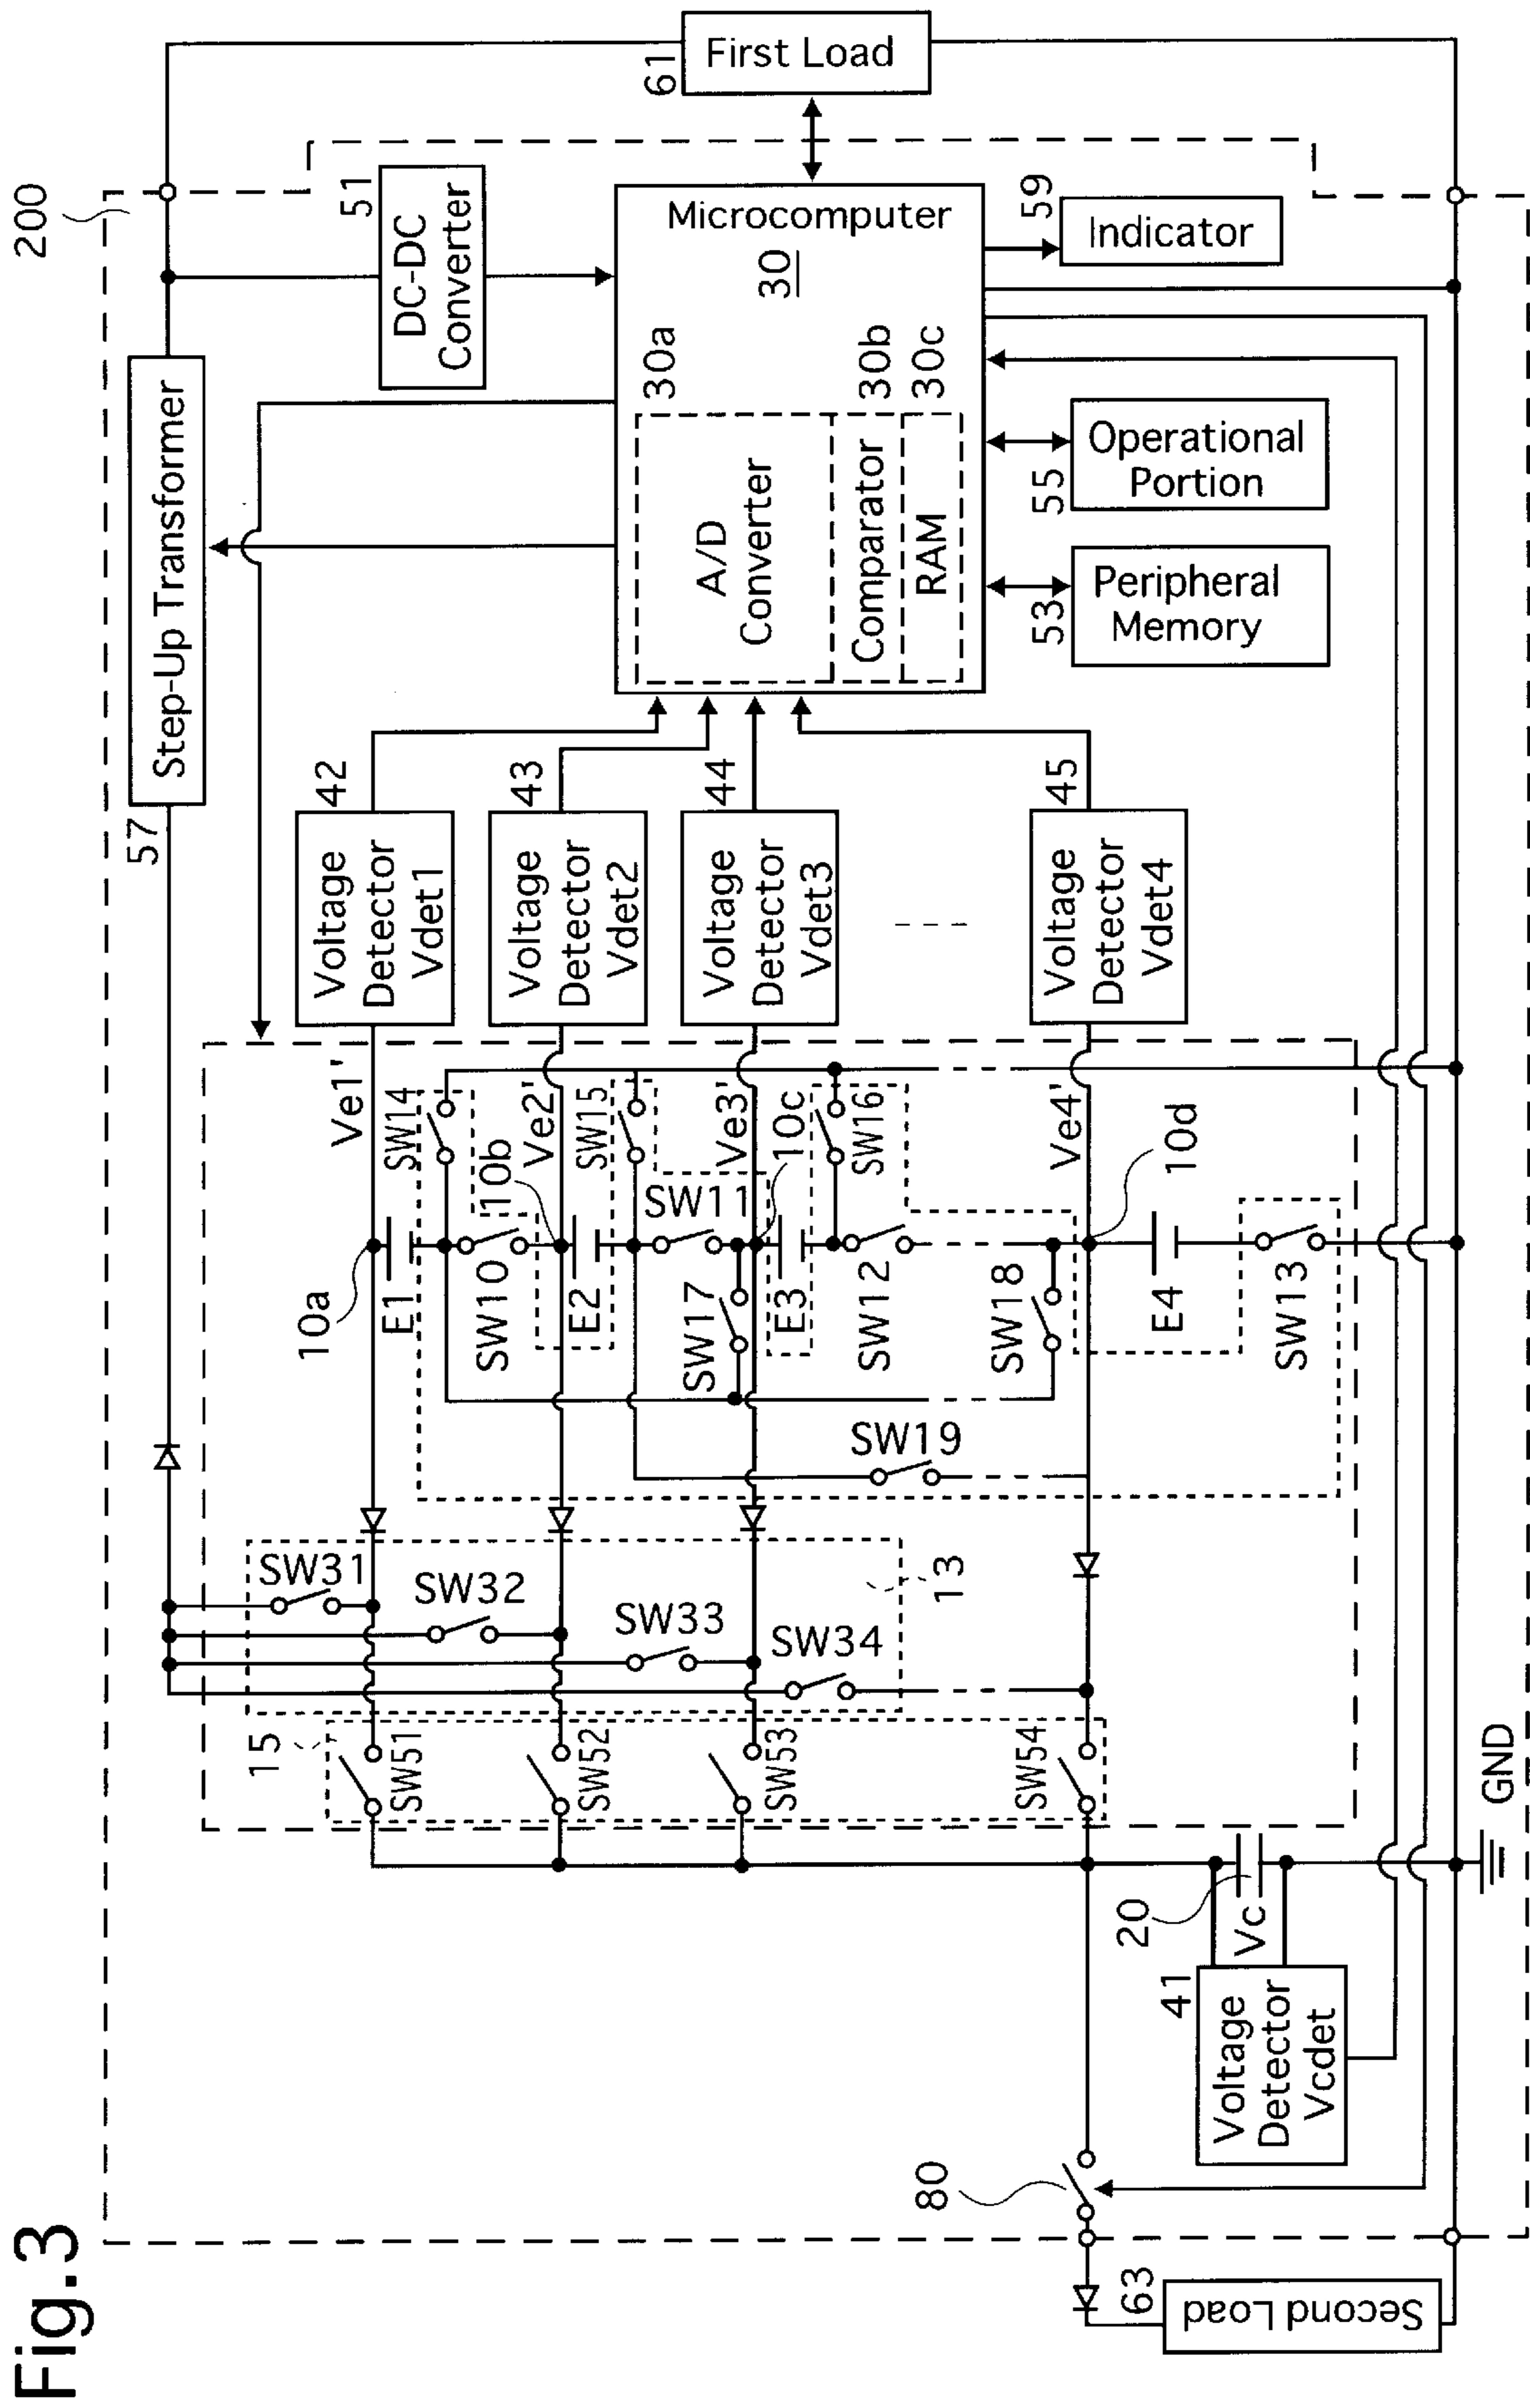 Fig.3
200
First Load
61
DC-DC
Converter
51
Microcomputer
30
30a
30b
30c
A/D
Converter
Comparator
RAM
59
Indicator
Operational
Portion
55
Peripheral
Memory
53
Step-Up Transformer
57
Voltage
Detector
Vdet1
42
Voltage
Detector
Vdet2
43
Voltage
Detector
Vdet3
44
Voltage
Detector
Vdet4
45
Ve1'
SW14
Ve2'
SW15
Ve3'
10c
SW16
Ve4'
10d
10b
SW11
10a
E1
SW10
E2
SW17
E3
SW12
SW18
E4
SW13
SW19
SW31
SW32
SW33
SW34
13
15
SW51
SW52
SW53
SW54
GND
20
Vc
41
Voltage
Detector
Vcdet
80
63
Second Load